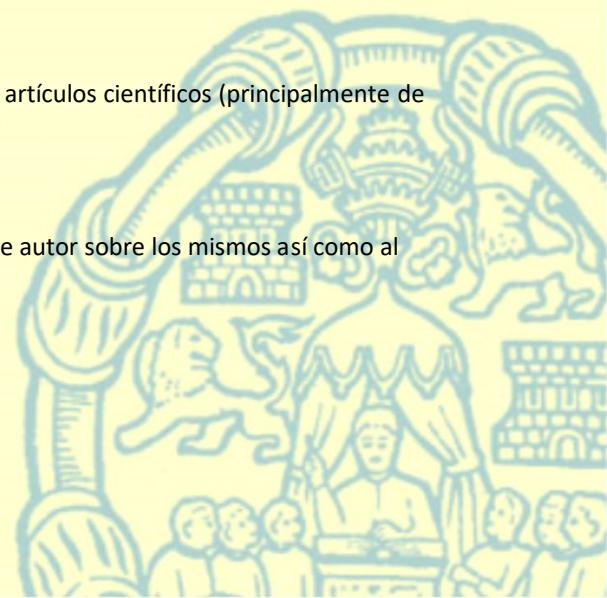 artículos científicos (principalmente de
e autor sobre los mismos así como al